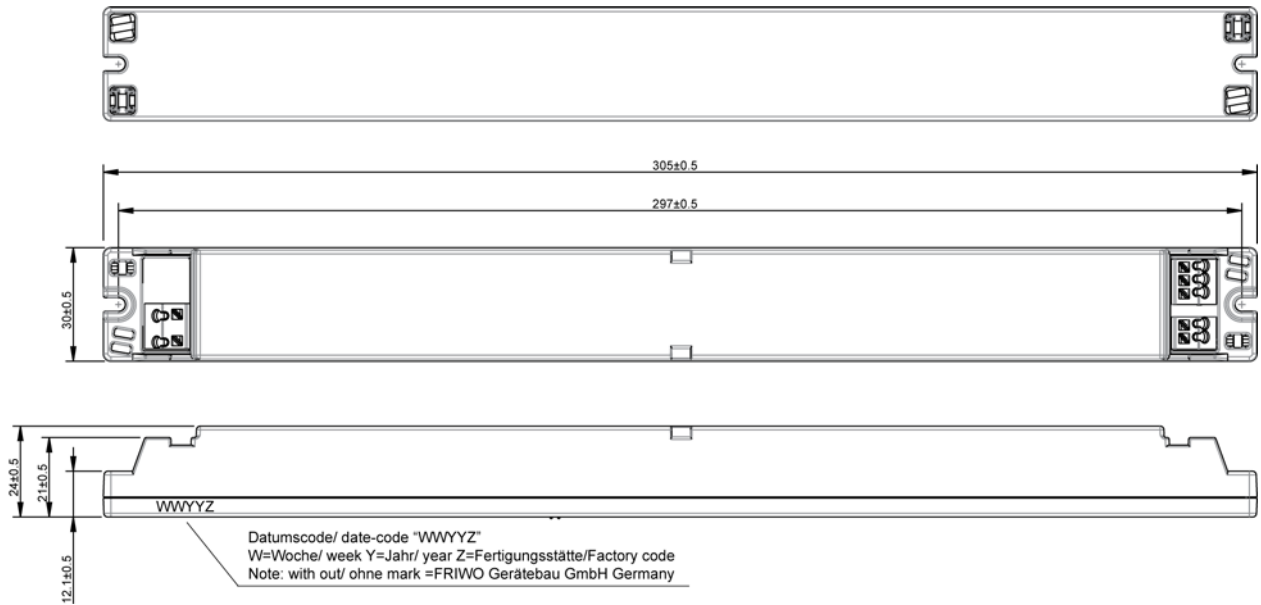 305±0.5
297±0.5
30±0.5
24±0.5
21±0.5
12.1±0.5
WWYYZ
Datumscode/ date-code "WWYYZ"
W=Woche/ week Y=Jahr/ year Z=Fertigungsstätte/Factory code
Note: with out/ ohne mark =FRIWO Gerätebau GmbH Germany